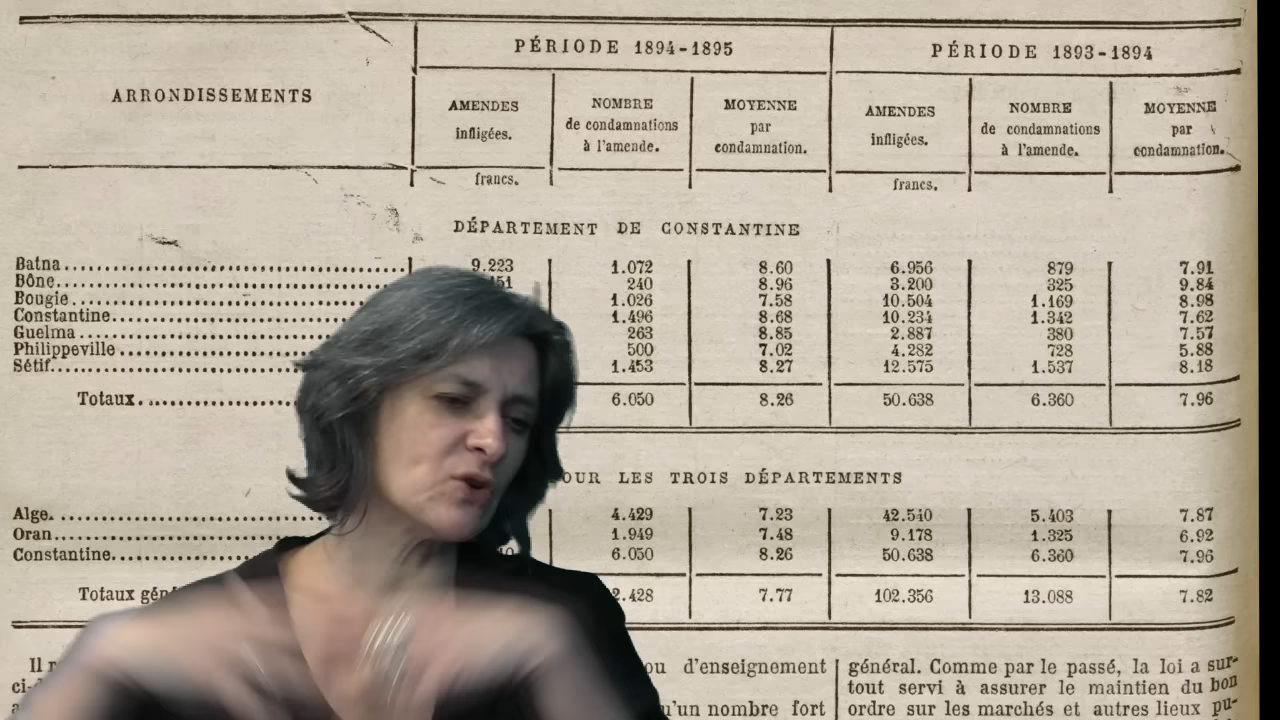 ARRONDISSEMENTS
PÉRIODE 1894-1895
PÉRIODE 1893-1894
AMENDES infligées.
NOMBRE de condamnations à l'amende.
MOYENNE par condamnation.
AMENDES infligées.
NOMBRE de condamnations à l'amende.
MOYENNE par condamnation.
francs. francs.
DÉPARTEMENT DE CONSTANTINE
Batna 9.223 1.072 8.60 6.956 879 7.91
Bône 240 8.96 3.200 325 9.84
Bougie 1.026 7.58 10.504 1.169 8.98
Constantine 1.496 8.68 10.234 1.342 7.62
Guelma 263 8.85 2.887 380 7.57
Philippeville 500 7.02 4.282 728 5.88
Sétif 1.453 8.27 12.575 1.537 8.18
Totaux 6.050 8.26 50.638 6.360 7.96
LES TROIS DÉPARTEMENTS
Alge. 4.429 7.23 42.540 5.403 7.87
Oran 1.949 7.48 9.178 1.325 6.92
Constantine 6.050 8.26 50.638 6.360 7.96
Totaux 7.77 102.356 13.088 7.82
Il
ou d'enseignement
qu'un nombre fort
général. Comme par le passé, la loi a sur-
tout servi à assurer le maintien du bon
ordre sur les marchés et autres lieux pu-